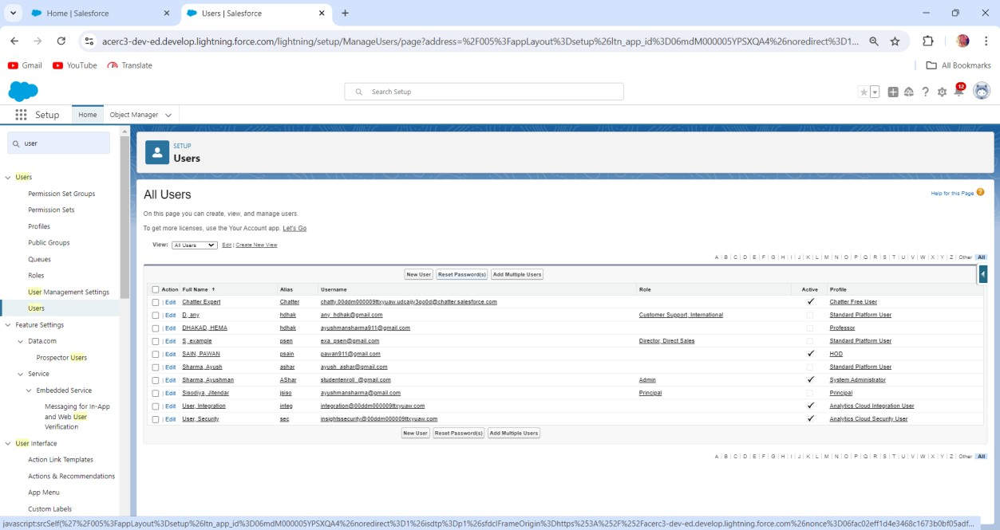 Home | Salesforce
Users | Salesforce
acerc3-dev-ed.develop.lightning.force.com/lightning/setup/ManageUsers/page?address=%2F005%3FappLayout%3Dsetup%26ltn_app_id%3D06mdM000005YPSXQA4%26noredirect%3D1...
Gmail YouTube Translate All Bookmarks
Search Setup
12
Setup Home Object Manager
user
SETUP
Users
Users
Permission Set Groups
Permission Sets
Profiles
Public Groups
Queues
Roles
User Management Settings
Users
Feature Settings
Data.com
Prospector Users
Service
Embedded Service
Messaging for In-App
and Web User
Verification
User Interface
Action Link Templates
Actions & Recommendations
App Menu
Custom Labels
All Users
Help for this Page
On this page you can create, view, and manage users.
To get more licenses, use the Your Account app. Let's Go
View: All Users Edit | Create New View
A | B | C | D | E | F | G | H | I | J | K | L | M | N | O | P | Q | R | S | T | U | V | W | X | Y | Z | Other | All
New User Reset Password(s) Add Multiple Users
Action Full Name ↑ Alias Username Role Active Profile
| Edit Chatter Expert Chatter chatty.00ddm000009ttxyuaw.udcaijv3qo0d@chatter.salesforce.com ✓ Chatter Free User
| Edit D, any hdhak any_hdhak@gmail.com Customer Support, International Standard Platform User
| Edit DHAKAD, HEMA hdhak ayushmansharma911@gmail.com Professor
| Edit S, example psen exa_psen@gmail.com Director, Direct Sales Standard Platform User
| Edit SAIN, PAWAN psain pawan911@gmail.com ✓ HOD
| Edit Sharma, Ayush ashar ayush_ashar@gmail.com Standard Platform User
| Edit Sharma, Ayushman AShar studentenroll_@gmail.com Admin ✓ System Administrator
| Edit Sisodiya, Jitendar jsiso ayushmansharma@gmail.com Principal Principal
| Edit User, Integration integ integration@00ddm000009ttxyuaw.com ✓ Analytics Cloud Integration User
| Edit User, Security sec insightssecurity@00ddm000009ttxyuaw.com ✓ Analytics Cloud Security User
New User Reset Password(s) Add Multiple Users
A | B | C | D | E | F | G | H | I | J | K | L | M | N | O | P | Q | R | S | T | U | V | W | X | Y | Z | Other | All
javascript:srcSelf(%27%2F005%3FappLayout%3Dsetup%26ltn_app_id%3D06mdM000005YPSXQA4%26noredirect%3D1%26isdtp%3Dp1%26sfdcIFrameOrigin%3Dhttps%253A%252F%252Facerc3-dev-ed.develop.lightning.force.com%26nonce%3D06fac02eff1d4e3468c1673b0bf05adf...